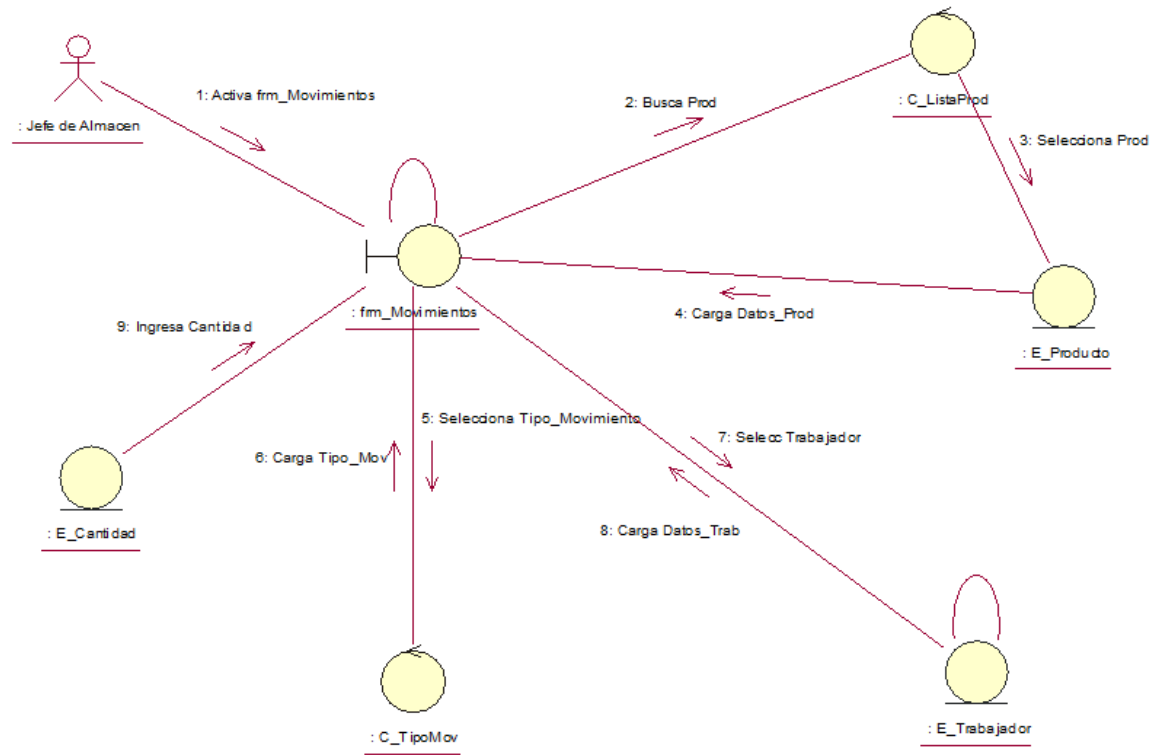 1: Activa frm_Movimientos
: Jefe de Almacen
2: Busca Prod
: C_ListaProd
3: Selecciona Prod
: frm_Movimientos
4: Carga Datos_Prod
: E_Producto
9: Ingresa Cantidad
5: Selecciona Tipo_Movimiento
6: Carga Tipo_Mov
7: Selecc Trabajador
8: Carga Datos_Trab
: E_Cantidad
: C_TipoMov
: E_Trabajador